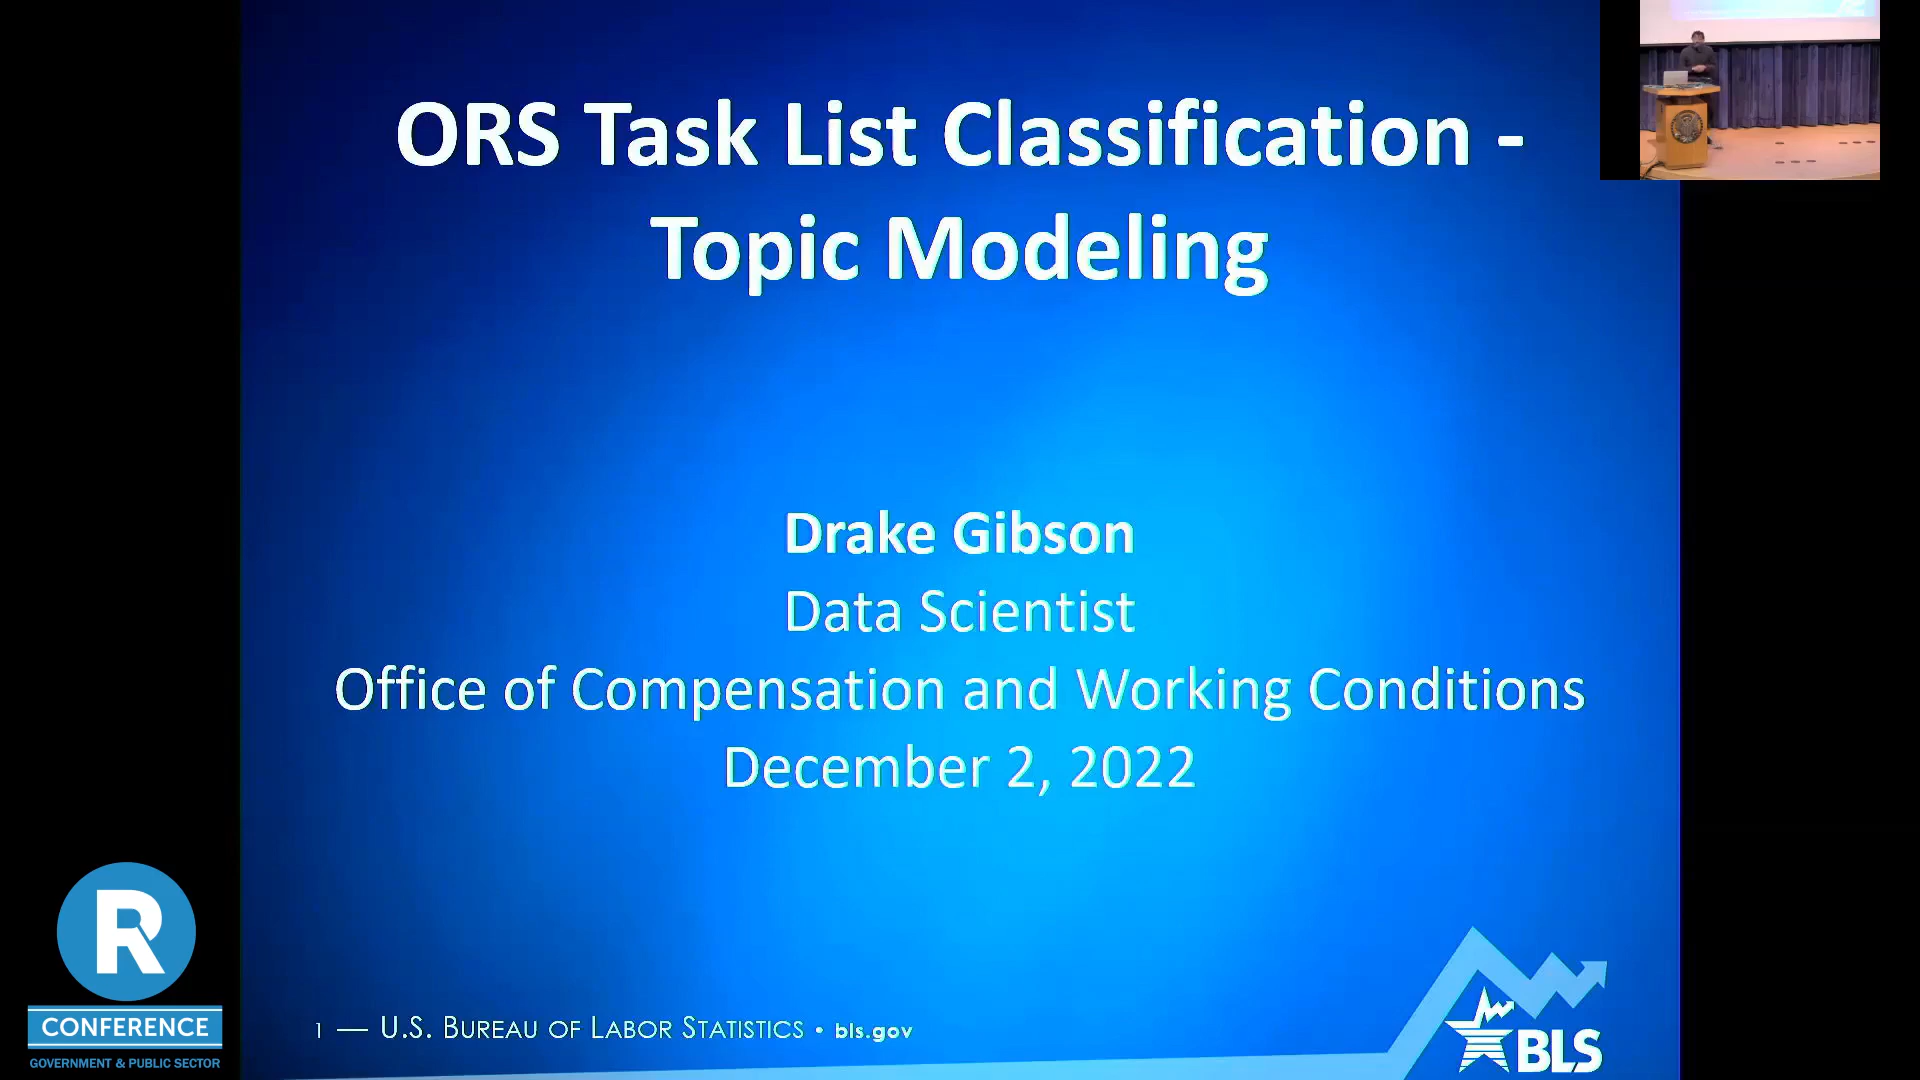 ORS Task List Classification -
Topic Modeling
Drake Gibson
Data Scientist
Office of Compensation and Working Conditions
December 2, 2022
1 — U.S. BUREAU OF LABOR STATISTICS • bls.gov
BLS
R
CONFERENCE
GOVERNMENT & PUBLIC SECTOR